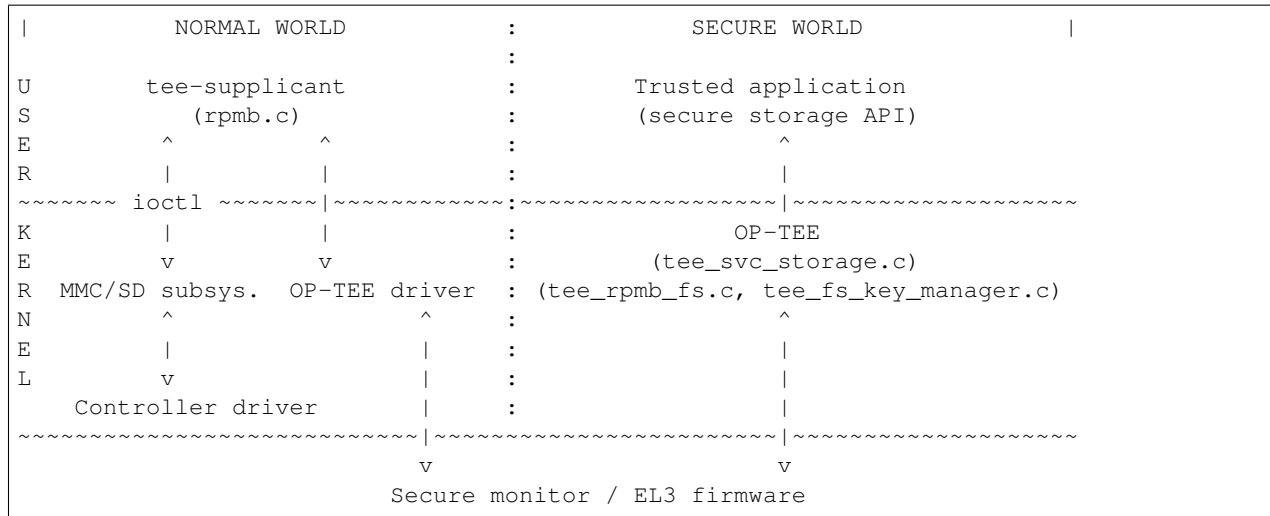 |          NORMAL WORLD           :            SECURE WORLD              |
                                  :
U        tee-supplicant           :        Trusted application
S           (rpmb.c)              :        (secure storage API)
E         ^          ^            :                  ^
R         |          |            :                  |
~~~~~~~ ioctl ~~~~~~~|~~~~~~~~~~~~:~~~~~~~~~~~~~~~~~~|~~~~~~~~~~~~~~~~~~~~
K         |          |            :               OP-TEE
E         v          v            :         (tee_svc_storage.c)
R  MMC/SD subsys.  OP-TEE driver  : (tee_rpmb_fs.c, tee_fs_key_manager.c)
N         ^                 ^     :                  ^
E         |                 |     :                  |
L         v                 |     :                  |
    Controller driver       |     :                  |
~~~~~~~~~~~~~~~~~~~~~~~~~~~~|~~~~~~~~~~~~~~~~~~~~~~~~|~~~~~~~~~~~~~~~~~~~~
                            v                        v
                          Secure monitor / EL3 firmware